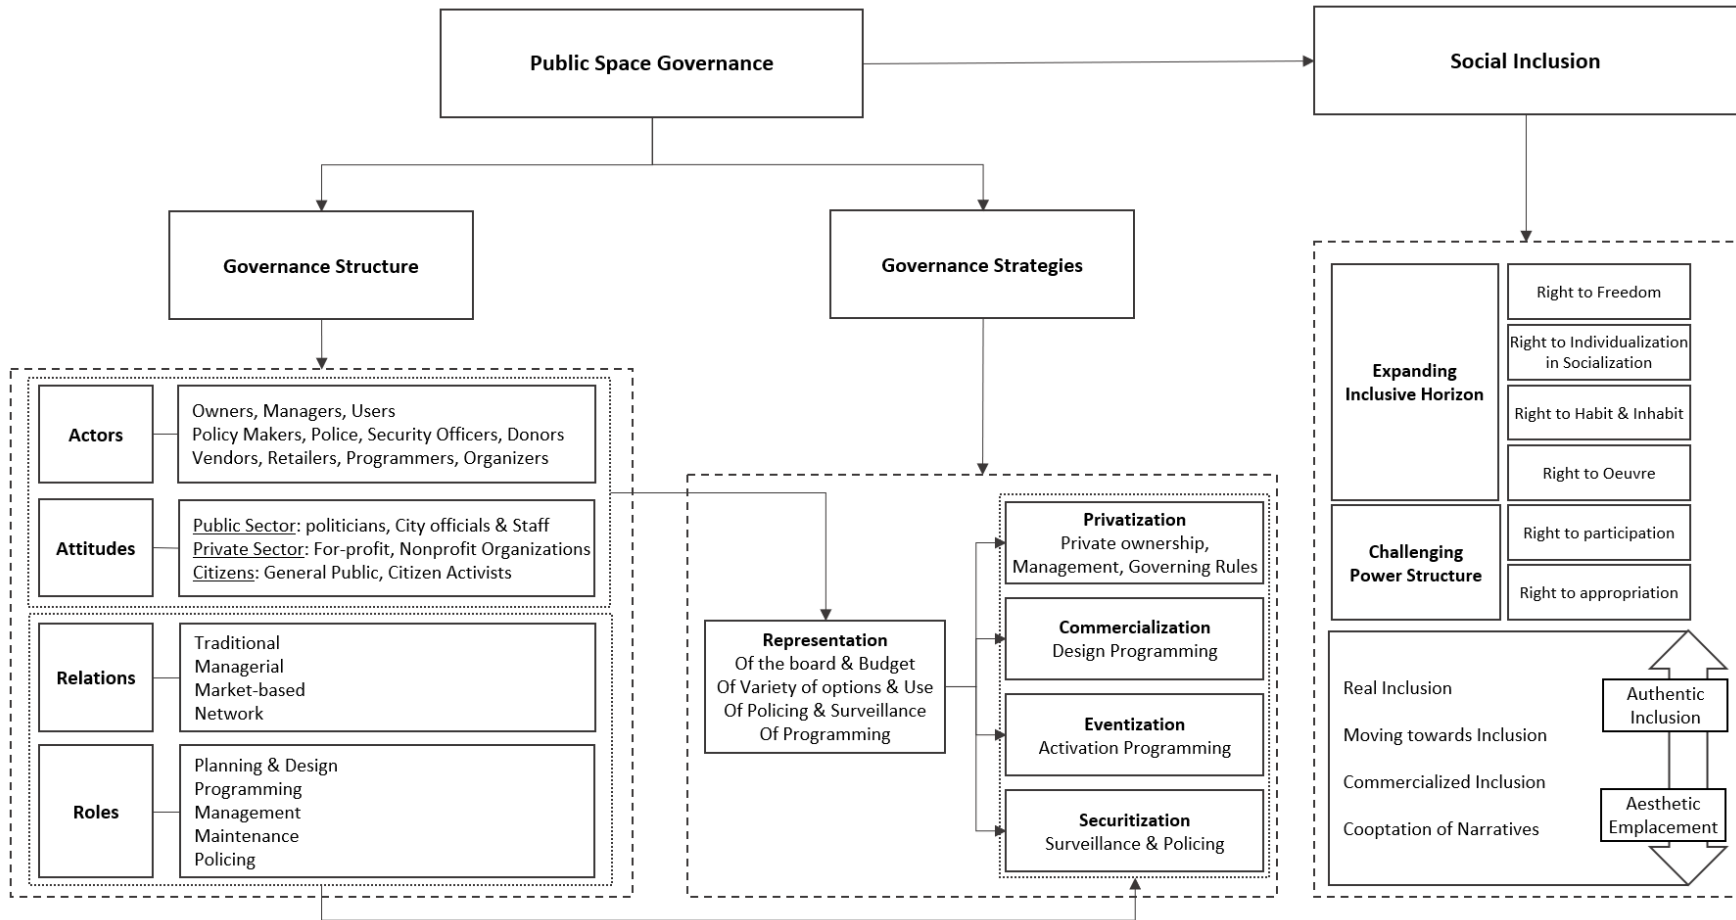 Public Space Governance
Social Inclusion
Governance Structure
Governance Strategies
Actors
Owners, Managers, Users
Policy Makers, Police, Security Officers, Donors
Vendors, Retailers, Programmers, Organizers
Attitudes
Public Sector: politicians, City officials & Staff
Private Sector: For-profit, Nonprofit Organizations
Citizens: General Public, Citizen Activists
Relations
Traditional
Managerial
Market-based
Network
Roles
Planning & Design
Programming
Management
Maintenance
Policing
Representation
Of the board & Budget
Of Variety of options & Use
Of Policing & Surveillance
Of Programming
Privatization
Private ownership,
Management, Governing Rules
Commercialization
Design Programming
Eventization
Activation Programming
Securitization
Surveillance & Policing
Expanding
Inclusive Horizon
Right to Freedom
Right to Individualization
in Socialization
Right to Habit & Inhabit
Right to Oeuvre
Challenging
Power Structure
Right to participation
Right to appropriation
Real Inclusion
Moving towards Inclusion
Commercialized Inclusion
Cooptation of Narratives
Authentic
Inclusion
Aesthetic
Emplacement